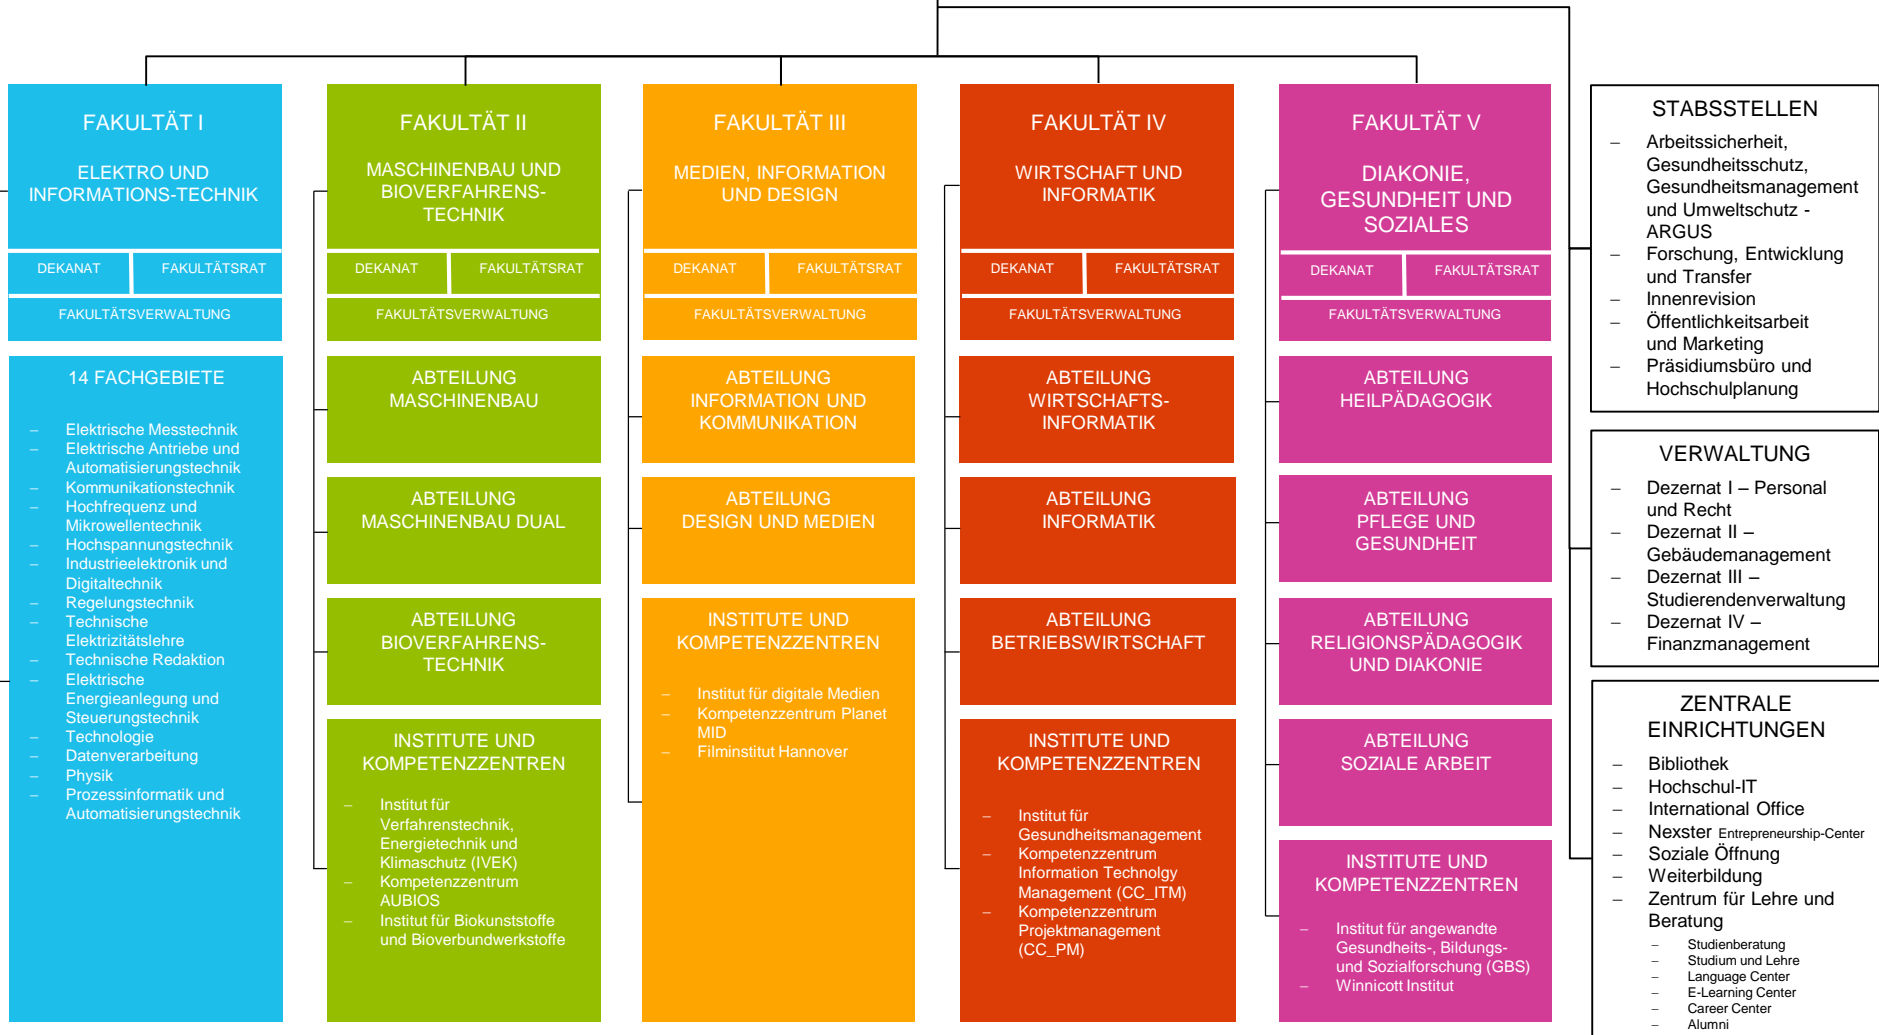 FAKULTÄT I
ELEKTRO UND
INFORMATIONS-TECHNIK
DEKANAT
FAKULTÄTSRAT
FAKULTÄTSVERWALTUNG
14 FACHGEBIETE
– Elektrische Messtechnik
– Elektrische Antriebe und
Automatisierungstechnik
– Kommunikationstechnik
– Hochfrequenz und
Mikrowellentechnik
– Hochspannungstechnik
– Industrieelektronik und
Digitaltechnik
– Regelungstechnik
– Technische
Elektrizitätslehre
– Technische Redaktion
– Elektrische
Energieanlegung und
Steuerungstechnik
– Technologie
– Datenverarbeitung
– Physik
– Prozessinformatik und
Automatisierungstechnik
FAKULTÄT II
MASCHINENBAU UND
BIOVERFAHRENS-
TECHNIK
DEKANAT
FAKULTÄTSRAT
FAKULTÄTSVERWALTUNG
ABTEILUNG
MASCHINENBAU
ABTEILUNG
MASCHINENBAU DUAL
ABTEILUNG
BIOVERFAHRENS-
TECHNIK
INSTITUTE UND
KOMPETENZZENTREN
– Institut für
Verfahrenstechnik,
Energietechnik und
Klimaschutz (IVEK)
– Kompetenzzentrum
AUBIOS
– Institut für Biokunststoffe
und Bioverbundwerkstoffe
FAKULTÄT III
MEDIEN, INFORMATION
UND DESIGN
DEKANAT
FAKULTÄTSRAT
FAKULTÄTSVERWALTUNG
ABTEILUNG
INFORMATION UND
KOMMUNIKATION
ABTEILUNG
DESIGN UND MEDIEN
INSTITUTE UND
KOMPETENZZENTREN
– Institut für digitale Medien
– Kompetenzzentrum Planet
MID
– Filminstitut Hannover
FAKULTÄT IV
WIRTSCHAFT UND
INFORMATIK
DEKANAT
FAKULTÄTSRAT
FAKULTÄTSVERWALTUNG
ABTEILUNG
WIRTSCHAFTS-
INFORMATIK
ABTEILUNG
INFORMATIK
ABTEILUNG
BETRIEBSWIRTSCHAFT
INSTITUTE UND
KOMPETENZZENTREN
– Institut für
Gesundheitsmanagement
– Kompetenzzentrum
Information Technolgy
Management (CC_ITM)
– Kompetenzzentrum
Projektmanagement
(CC_PM)
FAKULTÄT V
DIAKONIE,
GESUNDHEIT UND
SOZIALES
DEKANAT
FAKULTÄTSRAT
FAKULTÄTSVERWALTUNG
ABTEILUNG
HEILPÄDAGOGIK
ABTEILUNG
PFLEGE UND
GESUNDHEIT
ABTEILUNG
RELIGIONSPÄDAGOGIK
UND DIAKONIE
ABTEILUNG
SOZIALE ARBEIT
INSTITUTE UND
KOMPETENZZENTREN
– Institut für angewandte
Gesundheits-, Bildungs-
und Sozialforschung (GBS)
– Winnicott Institut
STABSSTELLEN
– Arbeitssicherheit,
Gesundheitsschutz,
Gesundheitsmanagement
und Umweltschutz -
ARGUS
– Forschung, Entwicklung
und Transfer
– Innenrevision
– Öffentlichkeitsarbeit
und Marketing
– Präsidiumsbüro und
Hochschulplanung
VERWALTUNG
– Dezernat I – Personal
und Recht
– Dezernat II –
Gebäudemanagement
– Dezernat III –
Studierendenverwaltung
– Dezernat IV –
Finanzmanagement
ZENTRALE
EINRICHTUNGEN
– Bibliothek
– Hochschul-IT
– International Office
– Nexster Entrepreneurship-Center
– Soziale Öffnung
– Weiterbildung
– Zentrum für Lehre und
Beratung
– Studienberatung
– Studium und Lehre
– Language Center
– E-Learning Center
– Career Center
– Alumni